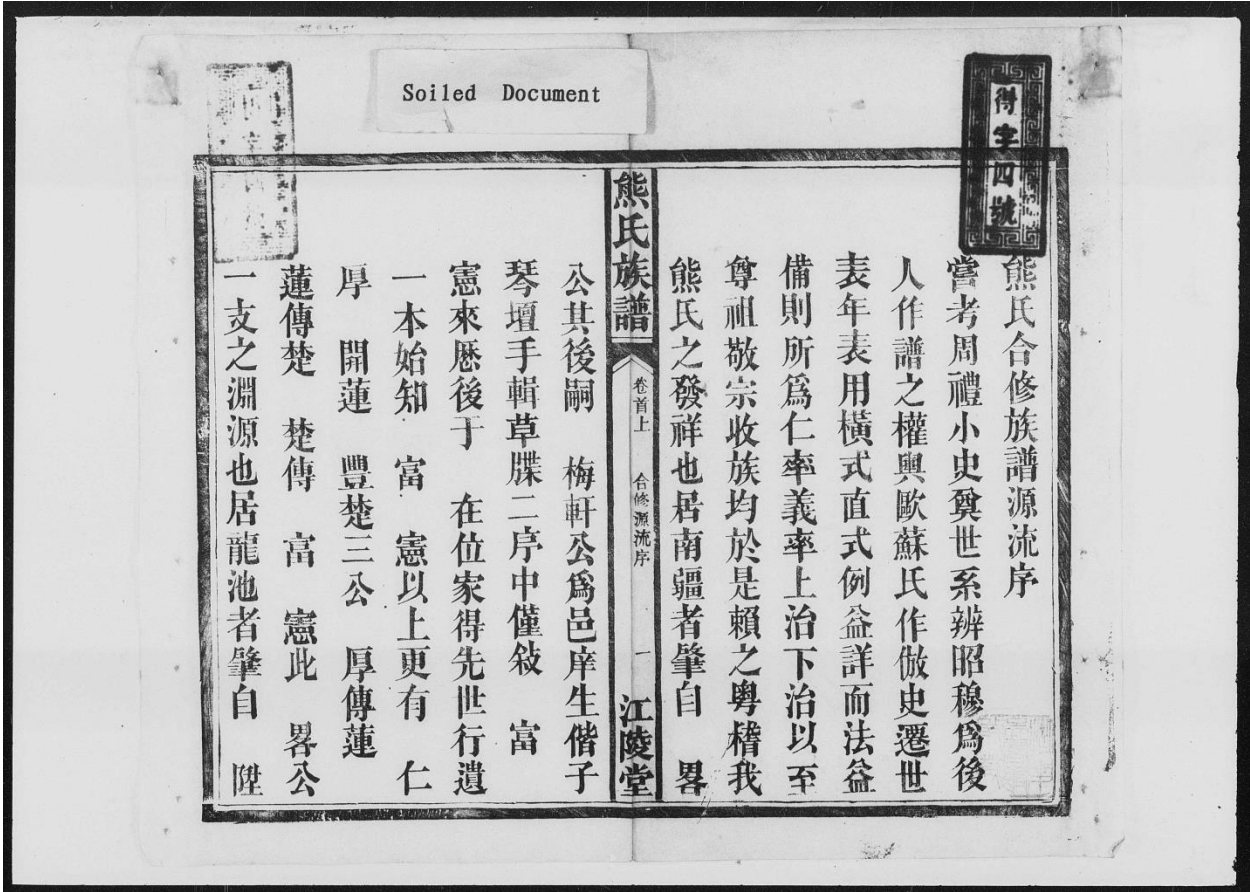 Soiled Document
得字四號
熊氏合修族譜源流序
嘗考周禮小史奠世系辨昭穆爲後
人作譜之權輿歐蘇氏作倣史遷世
表年表用橫式直式例益詳而法益
備則所爲仁率義率上治下治以至
尊祖敬宗收族均於是賴之粵稽我
熊氏之發祥也居南疆者肇自 畧
熊氏族譜 卷首上 合修源流序 一 江陵堂
公其後嗣 梅軒公爲邑庠生偕子
琴壇手輯草牒二序中僅敍 富
憲來歷後于 在位家得先世行遺
一本始知 富 憲以上更有 仁
厚 開蓮 豐楚三公 厚傳蓮
蓮傳楚 楚傳 富 憲此 畧公
一支之淵源也居龍池者肇自 陞